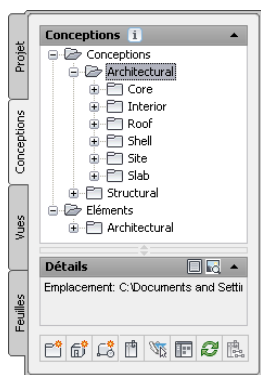 Projet
Conceptions
Vues
Feuilles
Conceptions i
Conceptions
Architectural
Core
Interior
Roof
Shell
Site
Slab
Structural
Eléments
Architectural
Détails
Emplacement: C:\Documents and Settin